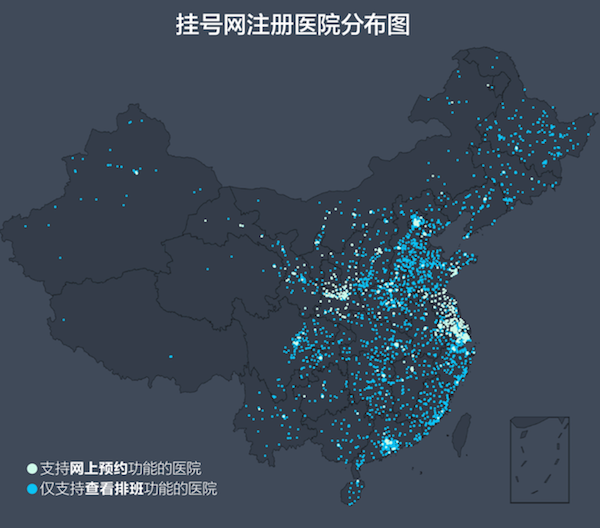 挂号网注册医院分布图
支持网上预约功能的医院
仅支持查看排班功能的医院